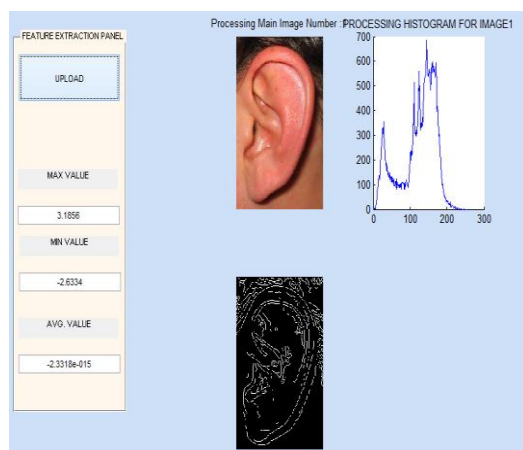 FEATURE EXTRACTION PANEL
UPLOAD
MAX VALUE
3.1856
MIN VALUE
-2.6334
AVG. VALUE
-2.3318e-015
Processing Main Image Number :
PROCESSING HISTOGRAM FOR IMAGE1
700
600
500
400
300
200
100
0
0 100 200 300